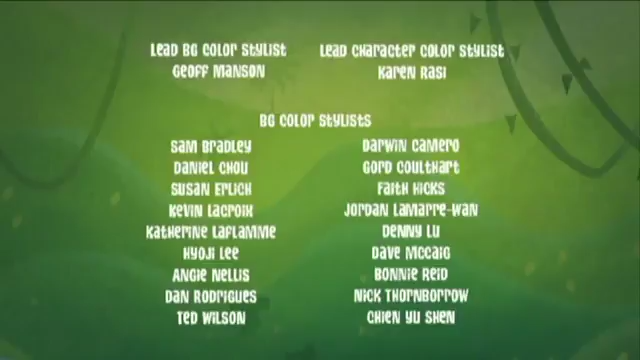 Lead BG Color Stylist
Geoff Manson
Lead Character Color Stylist
Karen Rasi
BG Color Stylists
Sam Bradley
Daniel Chou
Susan Erlich
Kevin Lacroix
Katherine LaFlamme
Hyoji Lee
Angie Nellis
Dan Rodrigues
Ted Wilson
Darwin Camero
Gord Coulthart
Faith Hicks
Jordan Lamarre-Wan
Denny Lu
Dave McCaig
Bonnie Reid
Nick Thornborrow
Chien Yu Shen